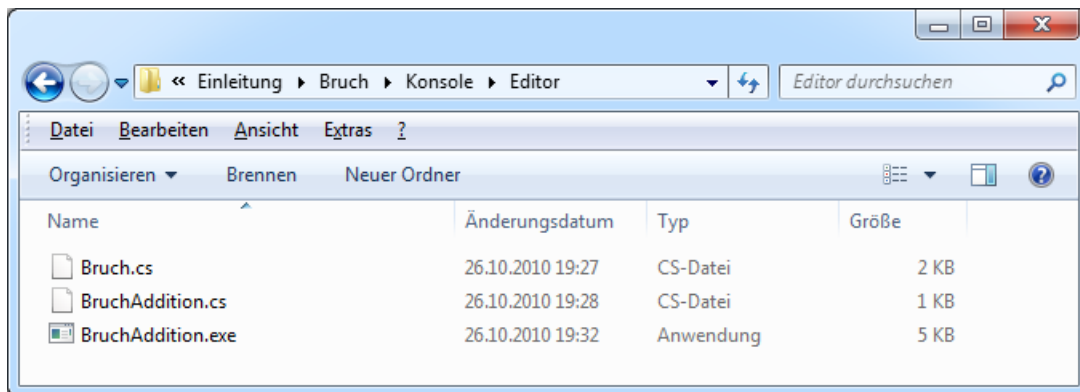 « Einleitung Bruch Konsole Editor Editor durchsuchen
Datei Bearbeiten Ansicht Extras ?
Organisieren Brennen Neuer Ordner
Name Änderungsdatum Typ Größe
Bruch.cs 26.10.2010 19:27 CS-Datei 2 KB
BruchAddition.cs 26.10.2010 19:28 CS-Datei 1 KB
BruchAddition.exe 26.10.2010 19:32 Anwendung 5 KB